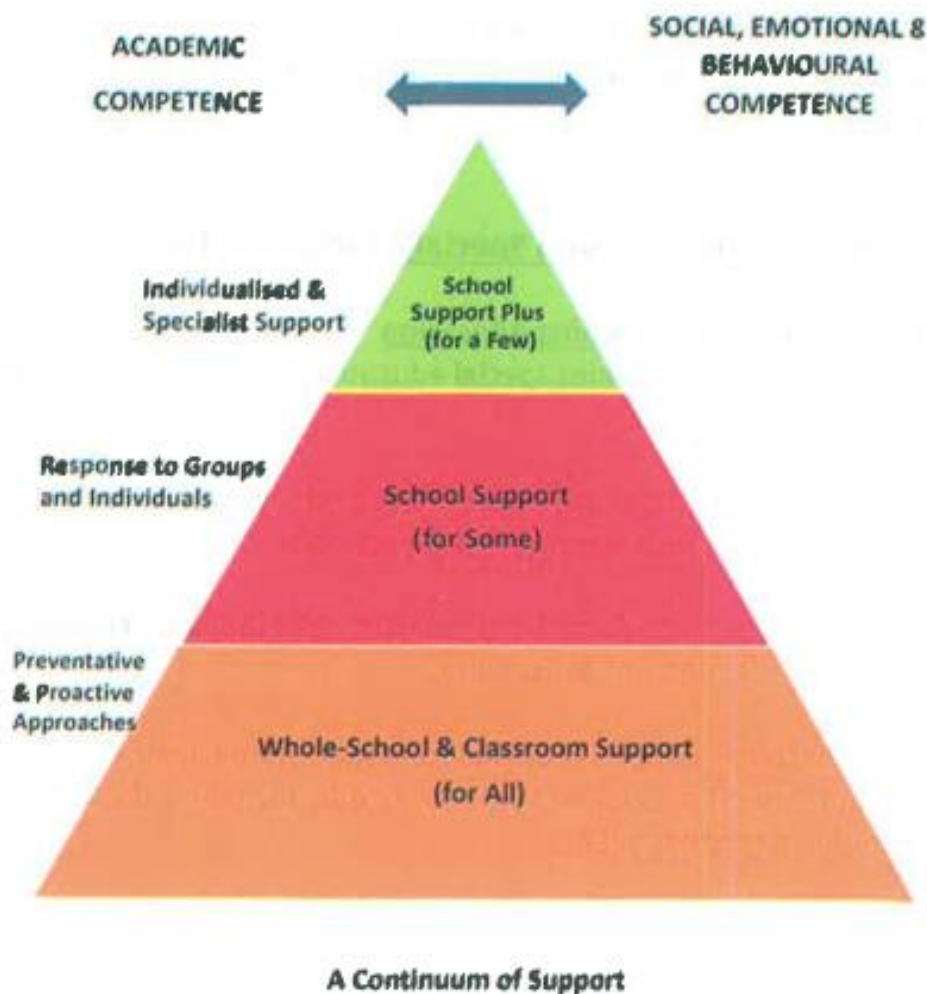 ACADEMIC
COMPETENCE
SOCIAL, EMOTIONAL &
BEHAVIOURAL
COMPETENCE
Individualised &
Specialist Support
School
Support Plus
(for a Few)
Response to Groups
and Individuals
School Support
(for Some)
Preventative
& Proactive
Approaches
Whole-School & Classroom Support
(for All)
A Continuum of Support